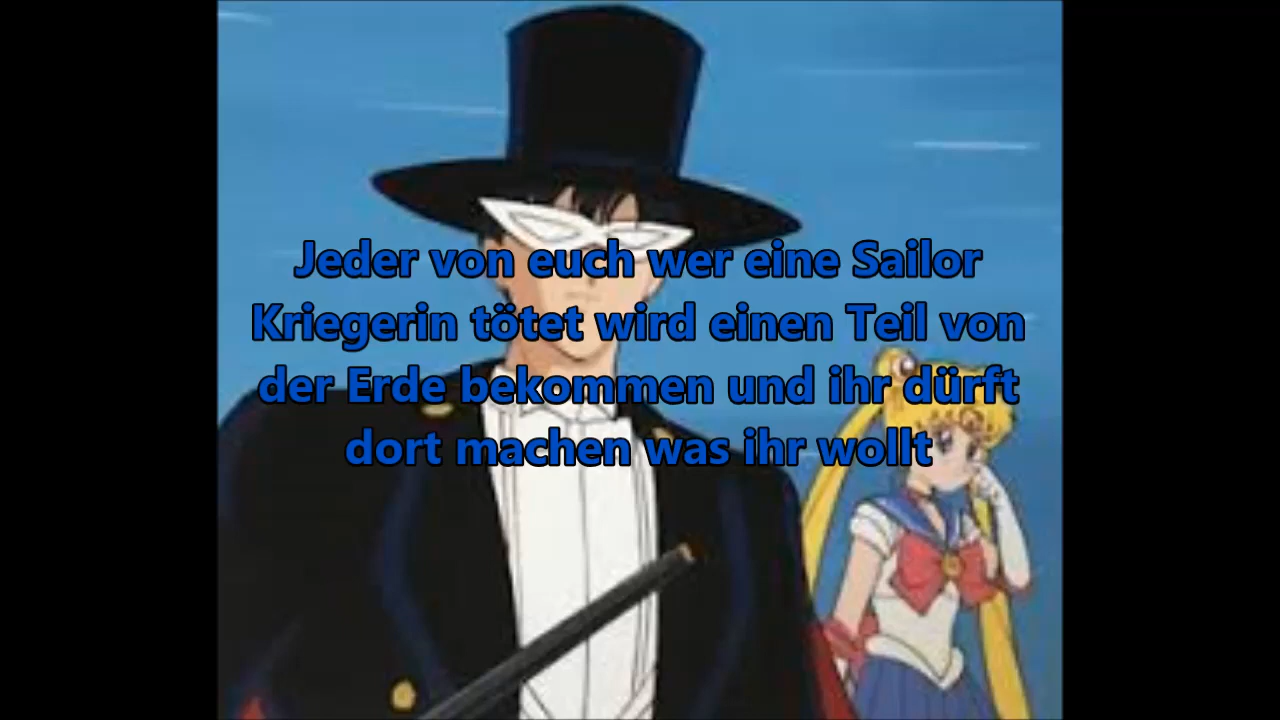 Jeder von euch wer eine Sailor
Kriegerin tötet wird einen Teil von
der Erde bekommen und ihr dürft
dort machen was ihr wollt